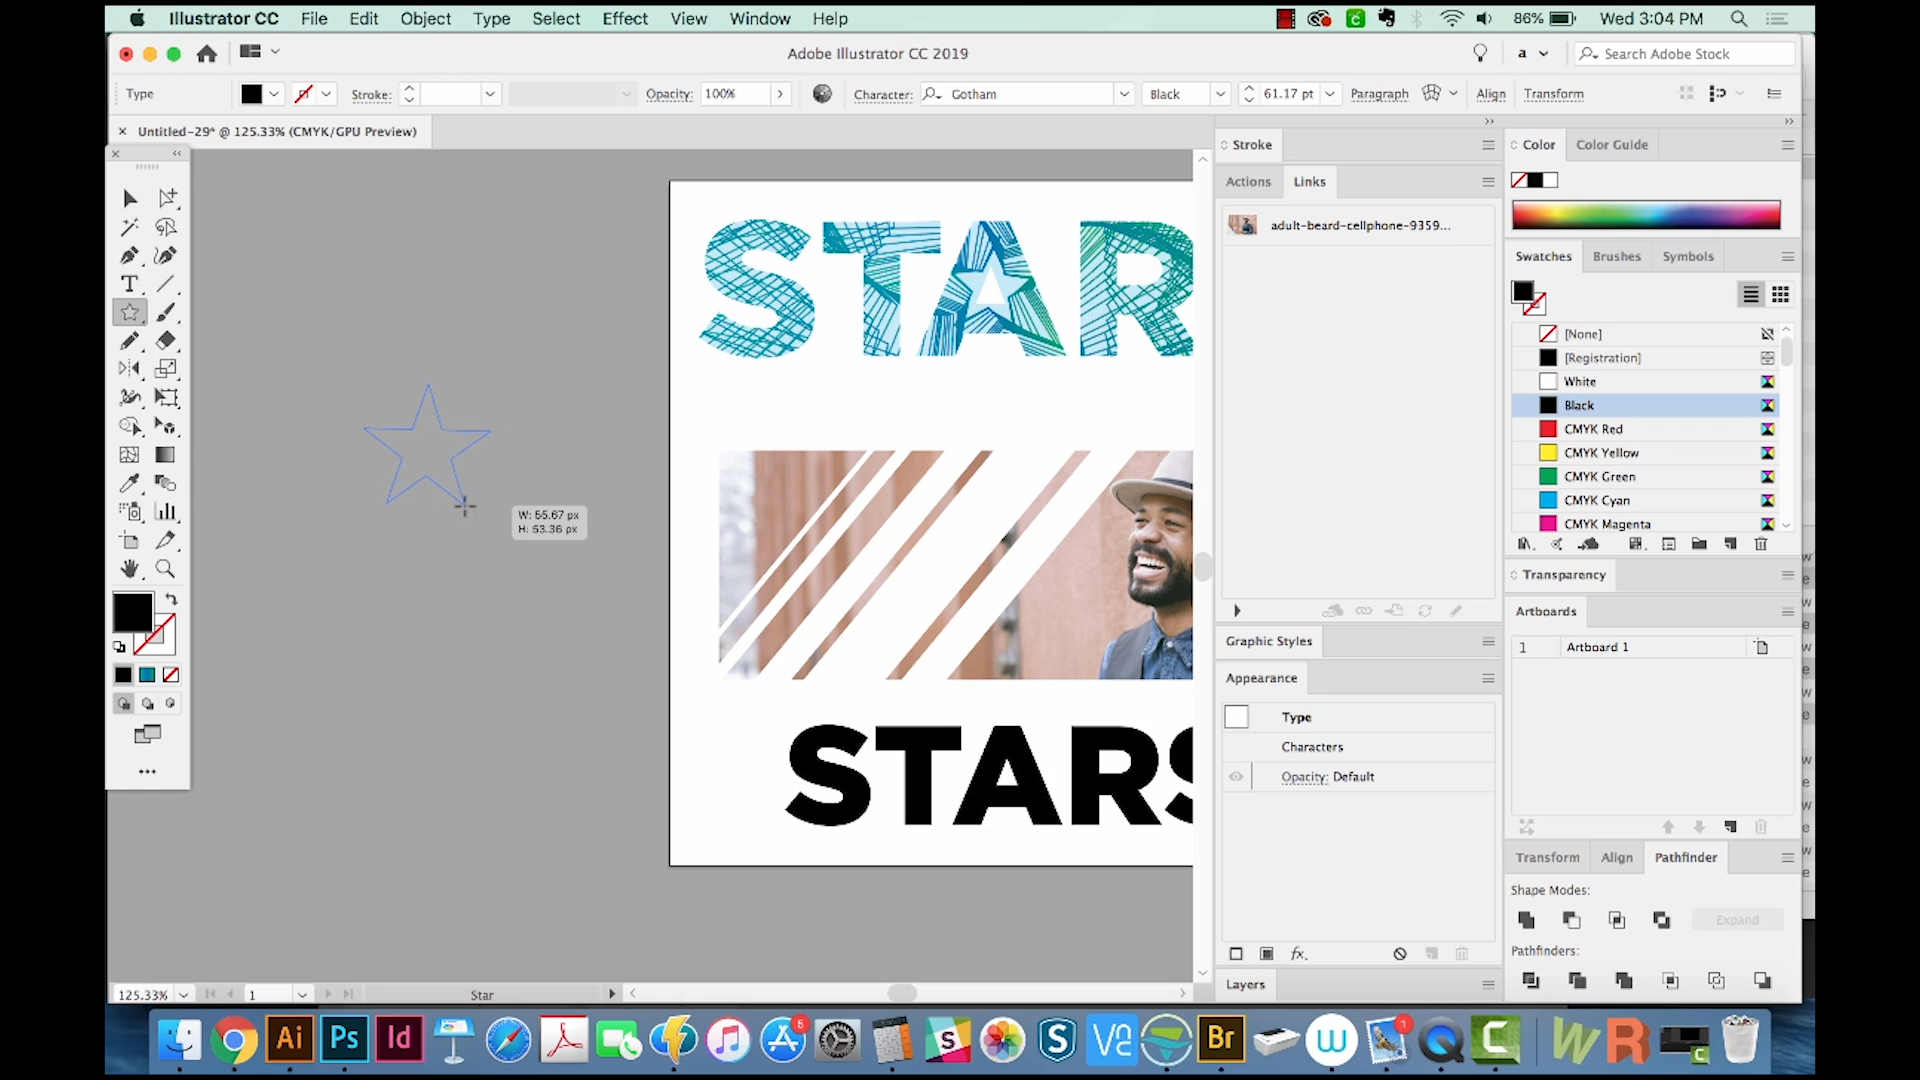 Illustrator CC File Edit Object Type Select Effect View Window Help 86% Wed 3:04 PM
Adobe Illustrator CC 2019 a Search Adobe Stock
Type Stroke: Opacity: 100% Character: Gotham Black 61.17 pt Paragraph Align Transform
Untitled-29* @ 125.33% (CMYK/GPU Preview)
Stroke
Actions Links
adult-beard-cellphone-9359...
Color Color Guide
Swatches Brushes Symbols
[None]
[Registration]
White
Black
CMYK Red
CMYK Yellow
CMYK Green
CMYK Cyan
CMYK Magenta
STAR
W: 55.67 px
H: 53.36 px
STARS
Graphic Styles
Appearance
Type
Characters
Opacity: Default
Layers
Transparency
Artboards
1 Artboard 1
Transform Align Pathfinder
Shape Modes:
Expand
Pathfinders:
125.33% 1 Star
Ai Ps Id 6 S Br W 1 C W R C